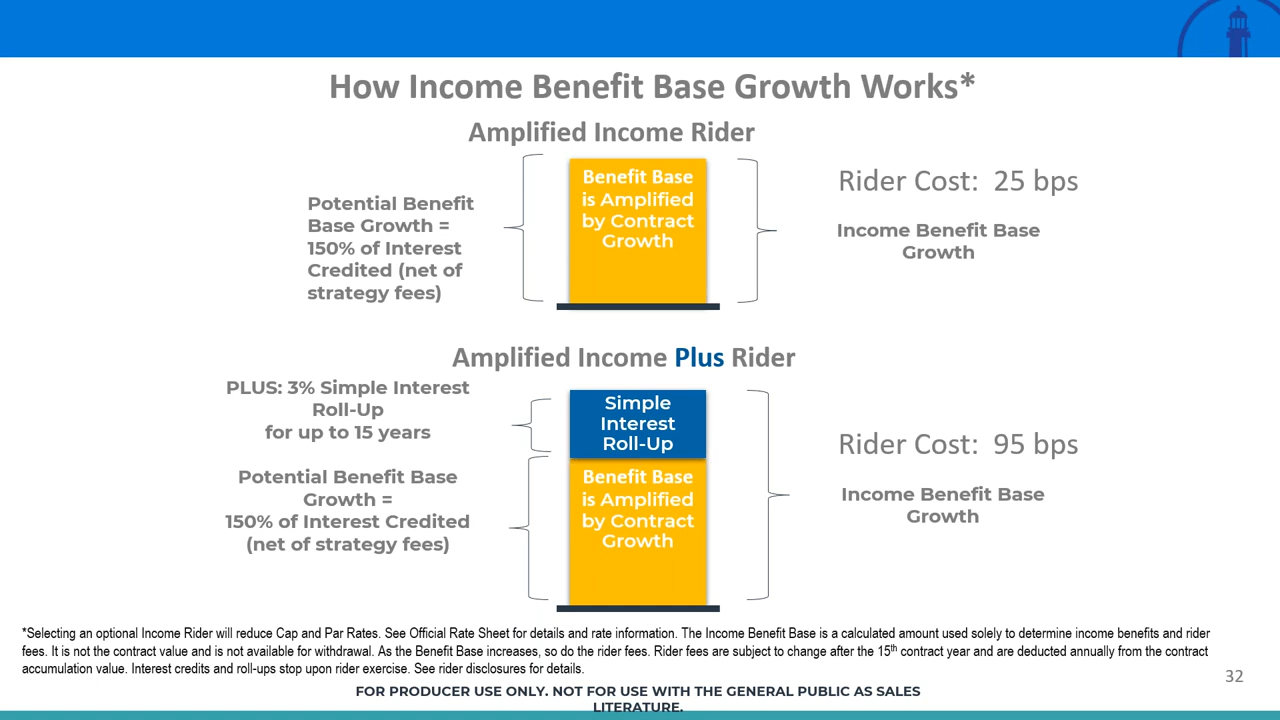 How Income Benefit Base Growth Works*
Amplified Income Rider
Potential Benefit
Base Growth =
150% of Interest
Credited (net of
strategy fees)
Benefit Base
is Amplified
by Contract
Growth
Rider Cost:  25 bps
Income Benefit Base
Growth
Amplified Income Plus Rider
PLUS: 3% Simple Interest
Roll-Up
for up to 15 years
Potential Benefit Base
Growth =
150% of Interest Credited
(net of strategy fees)
Simple
Interest
Roll-Up
Benefit Base
is Amplified
by Contract
Growth
Rider Cost:  95 bps
Income Benefit Base
Growth
*Selecting an optional Income Rider will reduce Cap and Par Rates. See Official Rate Sheet for details and rate information. The Income Benefit Base is a calculated amount used solely to determine income benefits and rider
fees. It is not the contract value and is not available for withdrawal. As the Benefit Base increases, so do the rider fees. Rider fees are subject to change after the 15th contract year and are deducted annually from the contract
accumulation value. Interest credits and roll-ups stop upon rider exercise. See rider disclosures for details.
32
FOR PRODUCER USE ONLY. NOT FOR USE WITH THE GENERAL PUBLIC AS SALES
LITERATURE.